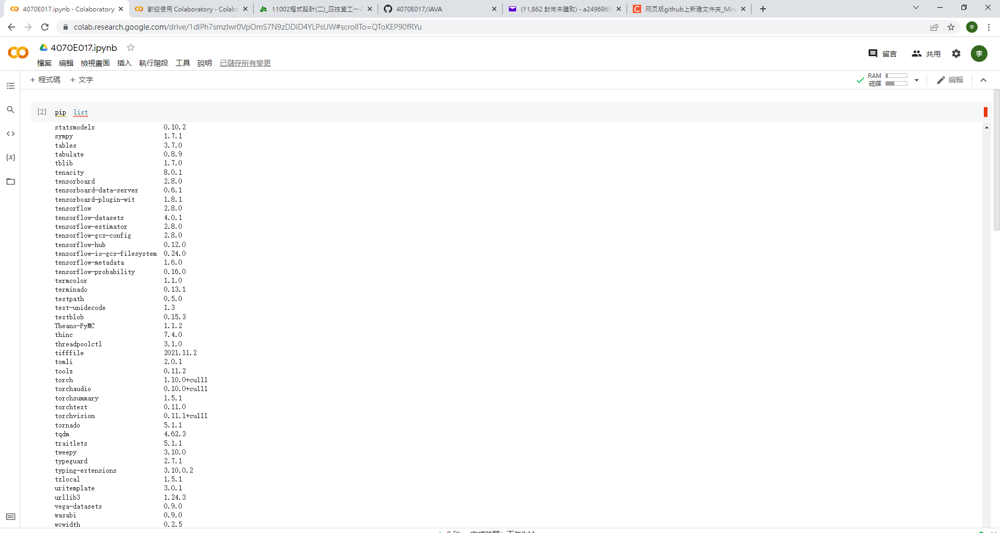 4070E017.ipynb - Colaboratory
歡迎使用 Colaboratory - Colab
11002程式設計(二)_四技資工一
4070E017/JAVA
(11,862 封尚未讀取) - a2496969
网页版github上新建文件夹_Mira
colab.research.google.com/drive/1dlPh7smzlwr0VpOmS7N9zDDiD4YLPsUW#scrollTo=QToKEP90fRYu
李
4070E017.ipynb
留言
共用
李
檔案 編輯 檢視畫面 插入 執行階段 工具 說明 已儲存所有變更
+ 程式碼 + 文字
RAM
磁碟
編輯
[2] pip list
statsmodels 0.10.2
sympy 1.7.1
tables 3.7.0
tabulate 0.8.9
tblib 1.7.0
tenacity 8.0.1
tensorboard 2.8.0
tensorboard-data-server 0.6.1
tensorboard-plugin-wit 1.8.1
tensorflow 2.8.0
tensorflow-datasets 4.0.1
tensorflow-estimator 2.8.0
tensorflow-gcs-config 2.8.0
tensorflow-hub 0.12.0
tensorflow-io-gcs-filesystem 0.24.0
tensorflow-metadata 1.6.0
tensorflow-probability 0.16.0
termcolor 1.1.0
terminado 0.13.1
testpath 0.5.0
text-unidecode 1.3
textblob 0.15.3
Theano-PyMC 1.1.2
thinc 7.4.0
threadpoolctl 3.1.0
tifffile 2021.11.2
tomli 2.0.1
toolz 0.11.2
torch 1.10.0+cu111
torchaudio 0.10.0+cu111
torchsummary 1.5.1
torchtext 0.11.0
torchvision 0.11.1+cu111
tornado 5.1.1
tqdm 4.62.3
traitlets 5.1.1
tweepy 3.10.0
typeguard 2.7.1
typing-extensions 3.10.0.2
tzlocal 1.5.1
uritemplate 3.0.1
urllib3 1.24.3
vega-datasets 0.9.0
wasabi 0.9.0
wcwidth 0.2.5